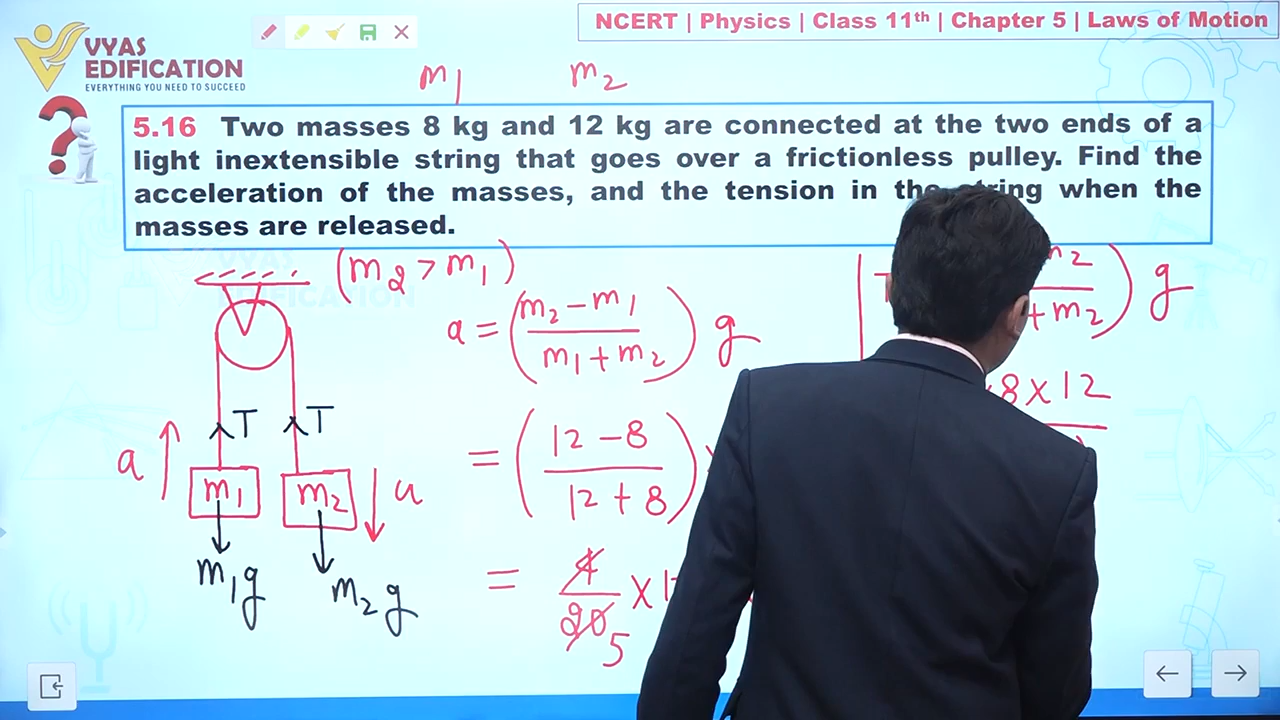 NCERT | Physics | Class 11th | Chapter 5 | Laws of Motion
VYAS
EDIFICATION
EVERYTHING YOU NEED TO SUCCEED
m₁ m₂
5.16 Two masses 8 kg and 12 kg are connected at the two ends of a
light inextensible string that goes over a frictionless pulley. Find the
acceleration of the masses, and the tension in the string when the
masses are released.
(m₂ > m₁)
a = (m₂ - m₁ / m₁ + m₂) g
+ m₂) g
= (12 - 8 / 12 + 8)
8 × 12
= 4/20 ×
5
T T
a
m₁ m₂ a
m₁g m₂g